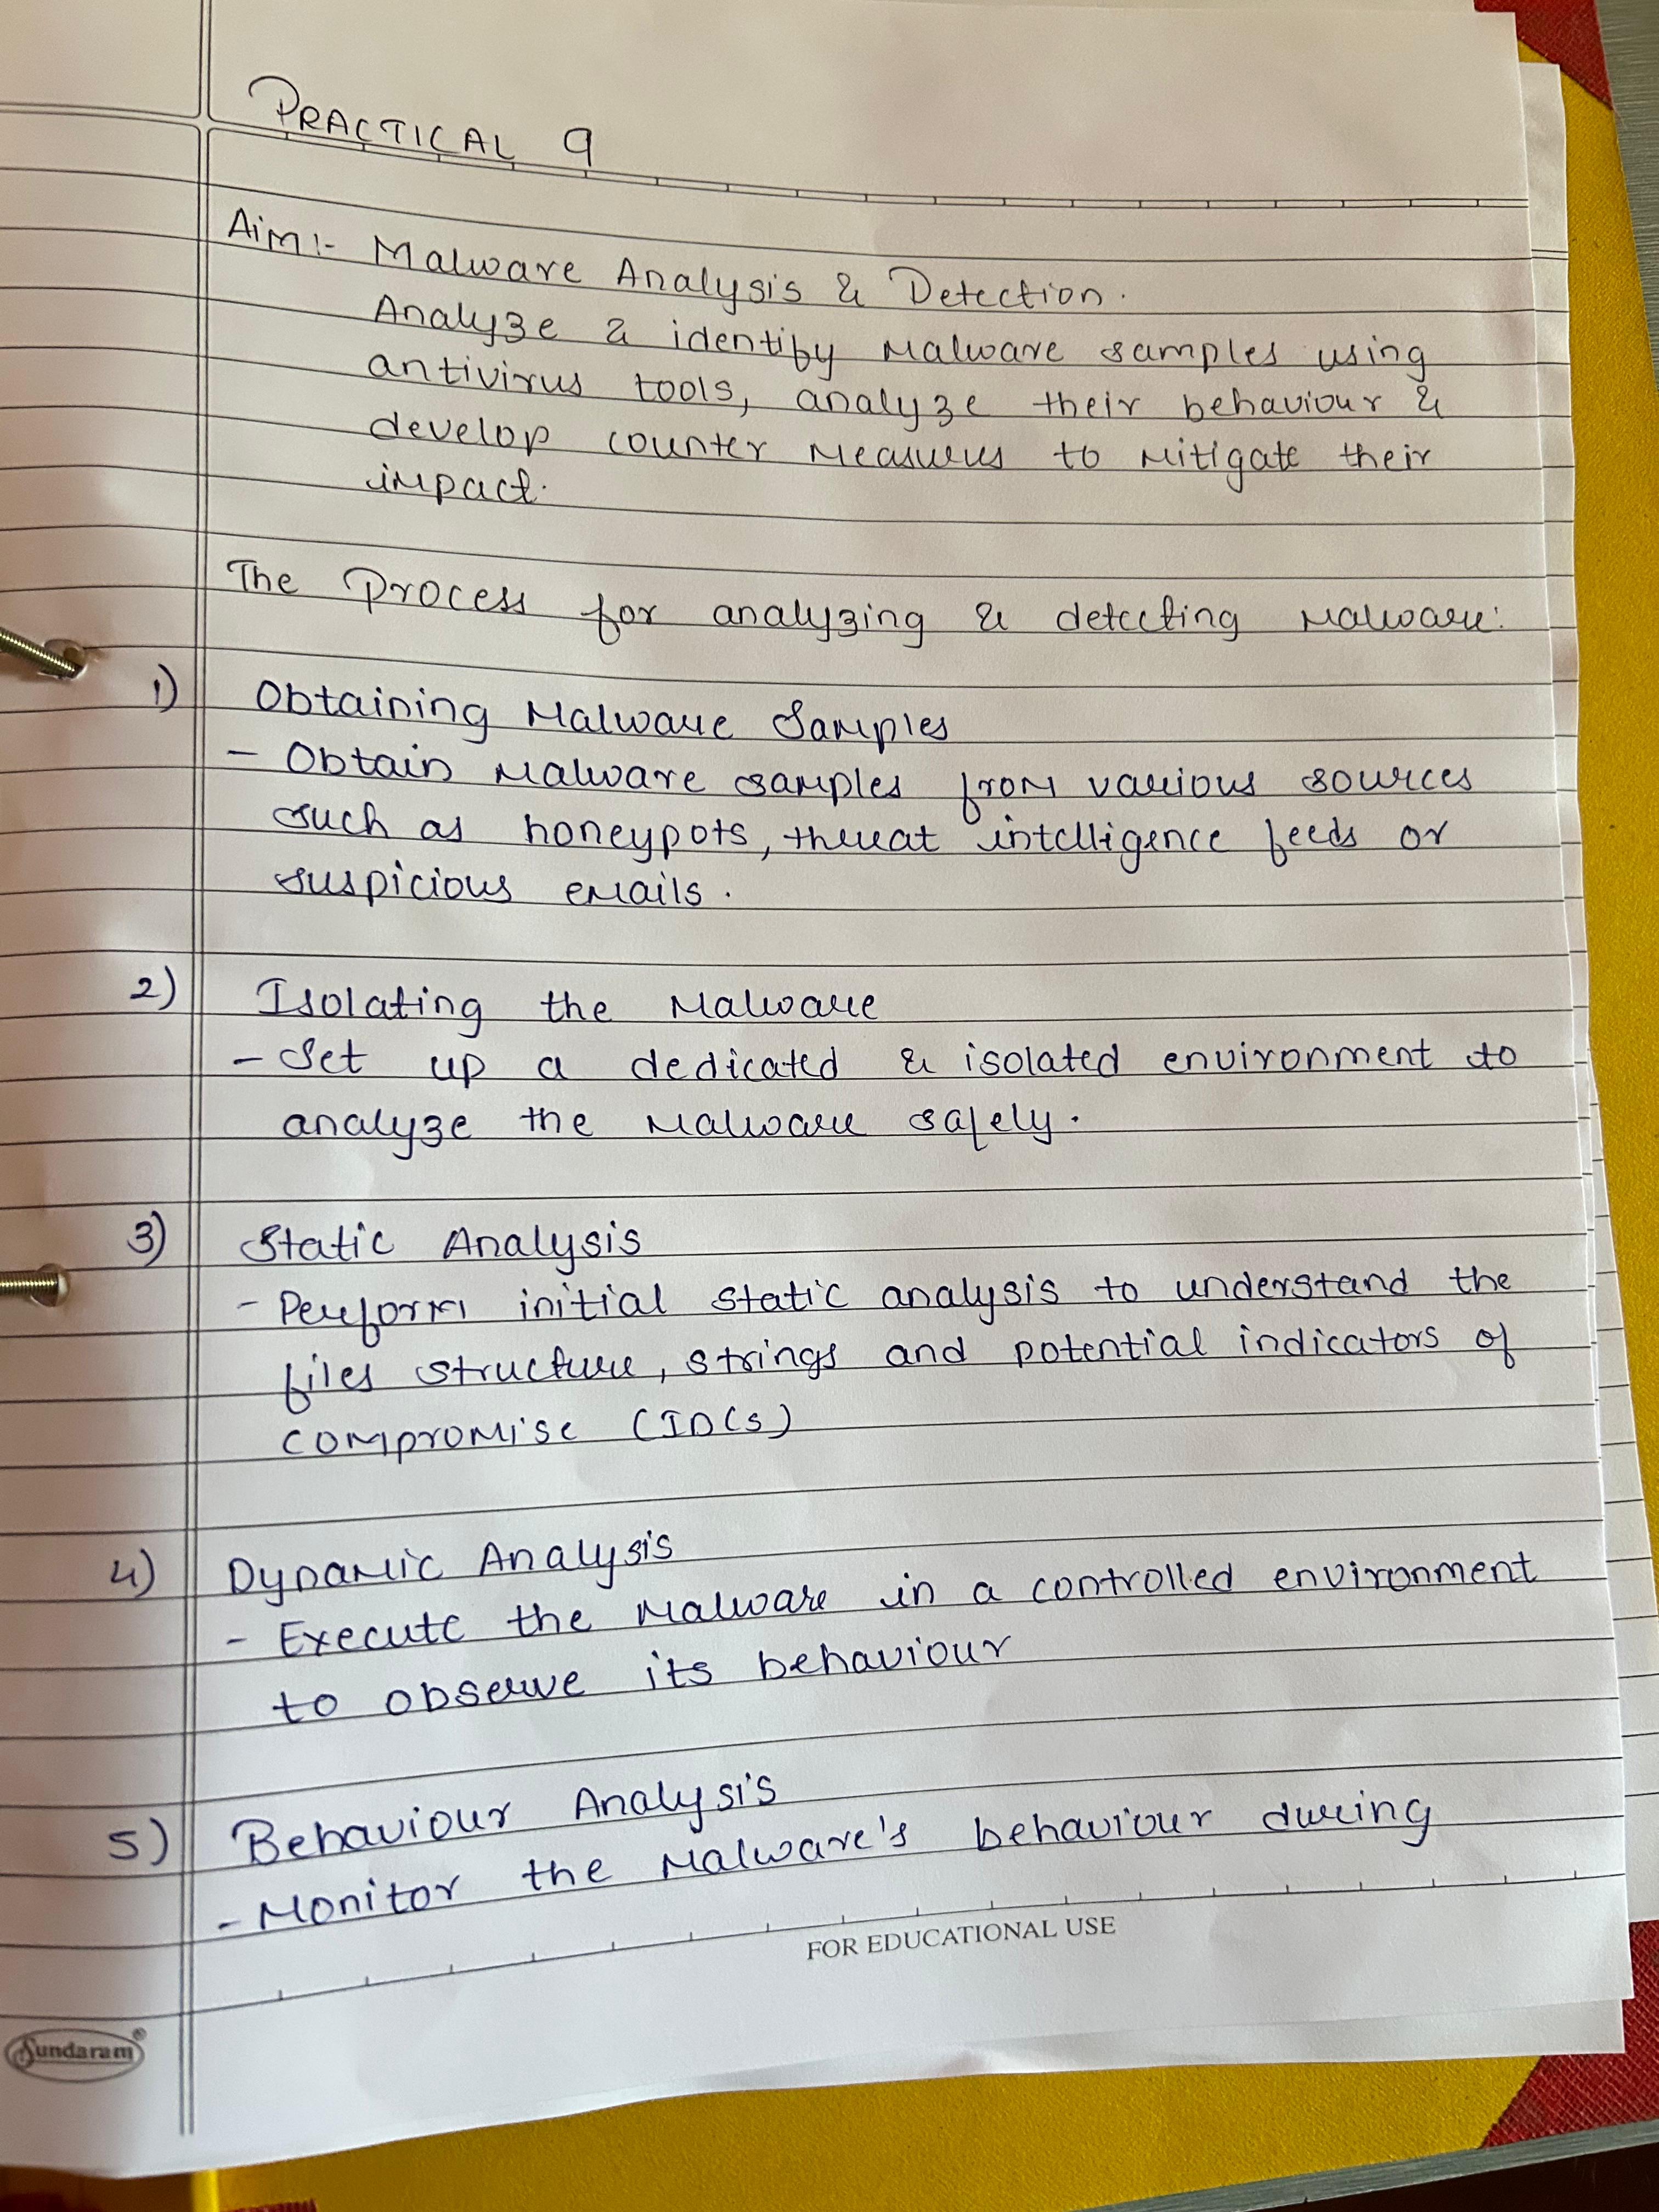 PRACTICAL 9
Aim:- Malware Analysis & Detection.
Analyze & identify malware samples using
antivirus tools, analyze their behaviour &
develop counter measures to mitigate their
impact.
The Process for analyzing & detecting malware:
1) Obtaining Malware Samples
- Obtain malware samples from various sources
such as honeypots, threat intelligence feeds or
suspicious emails.
2) Isolating the Malware
- Set up a dedicated & isolated environment to
analyze the malware safely.
3) Static Analysis
- Perform initial static analysis to understand the
files structure, strings and potential indicators of
compromise (IOCs)
4) Dynamic Analysis
- Execute the malware in a controlled environment
to observe its behaviour
5) Behaviour Analysis
- Monitor the malware's behaviour during
FOR EDUCATIONAL USE
Sundaram®